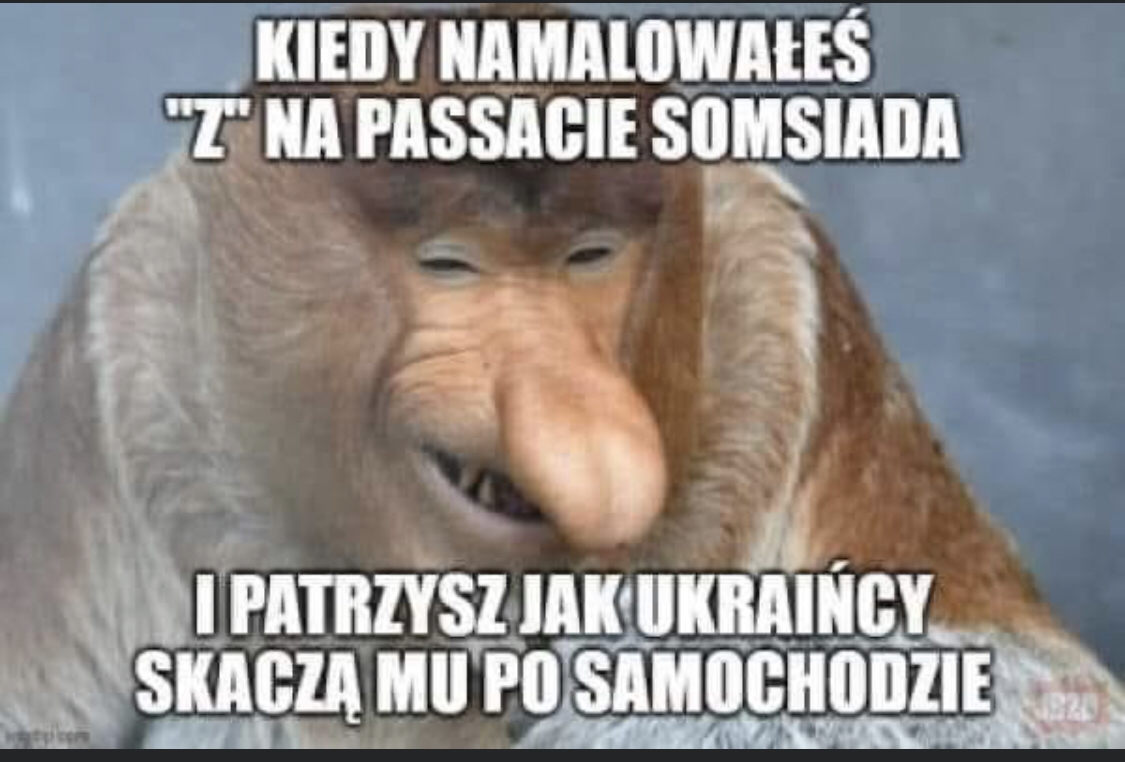 KIEDY NAMALOWAŁEŚ
"Z" NA PASSACIE SOMSIADA
I PATRZYSZ JAK UKRAIŃCY
SKACZĄ MU PO SAMOCHODZIE